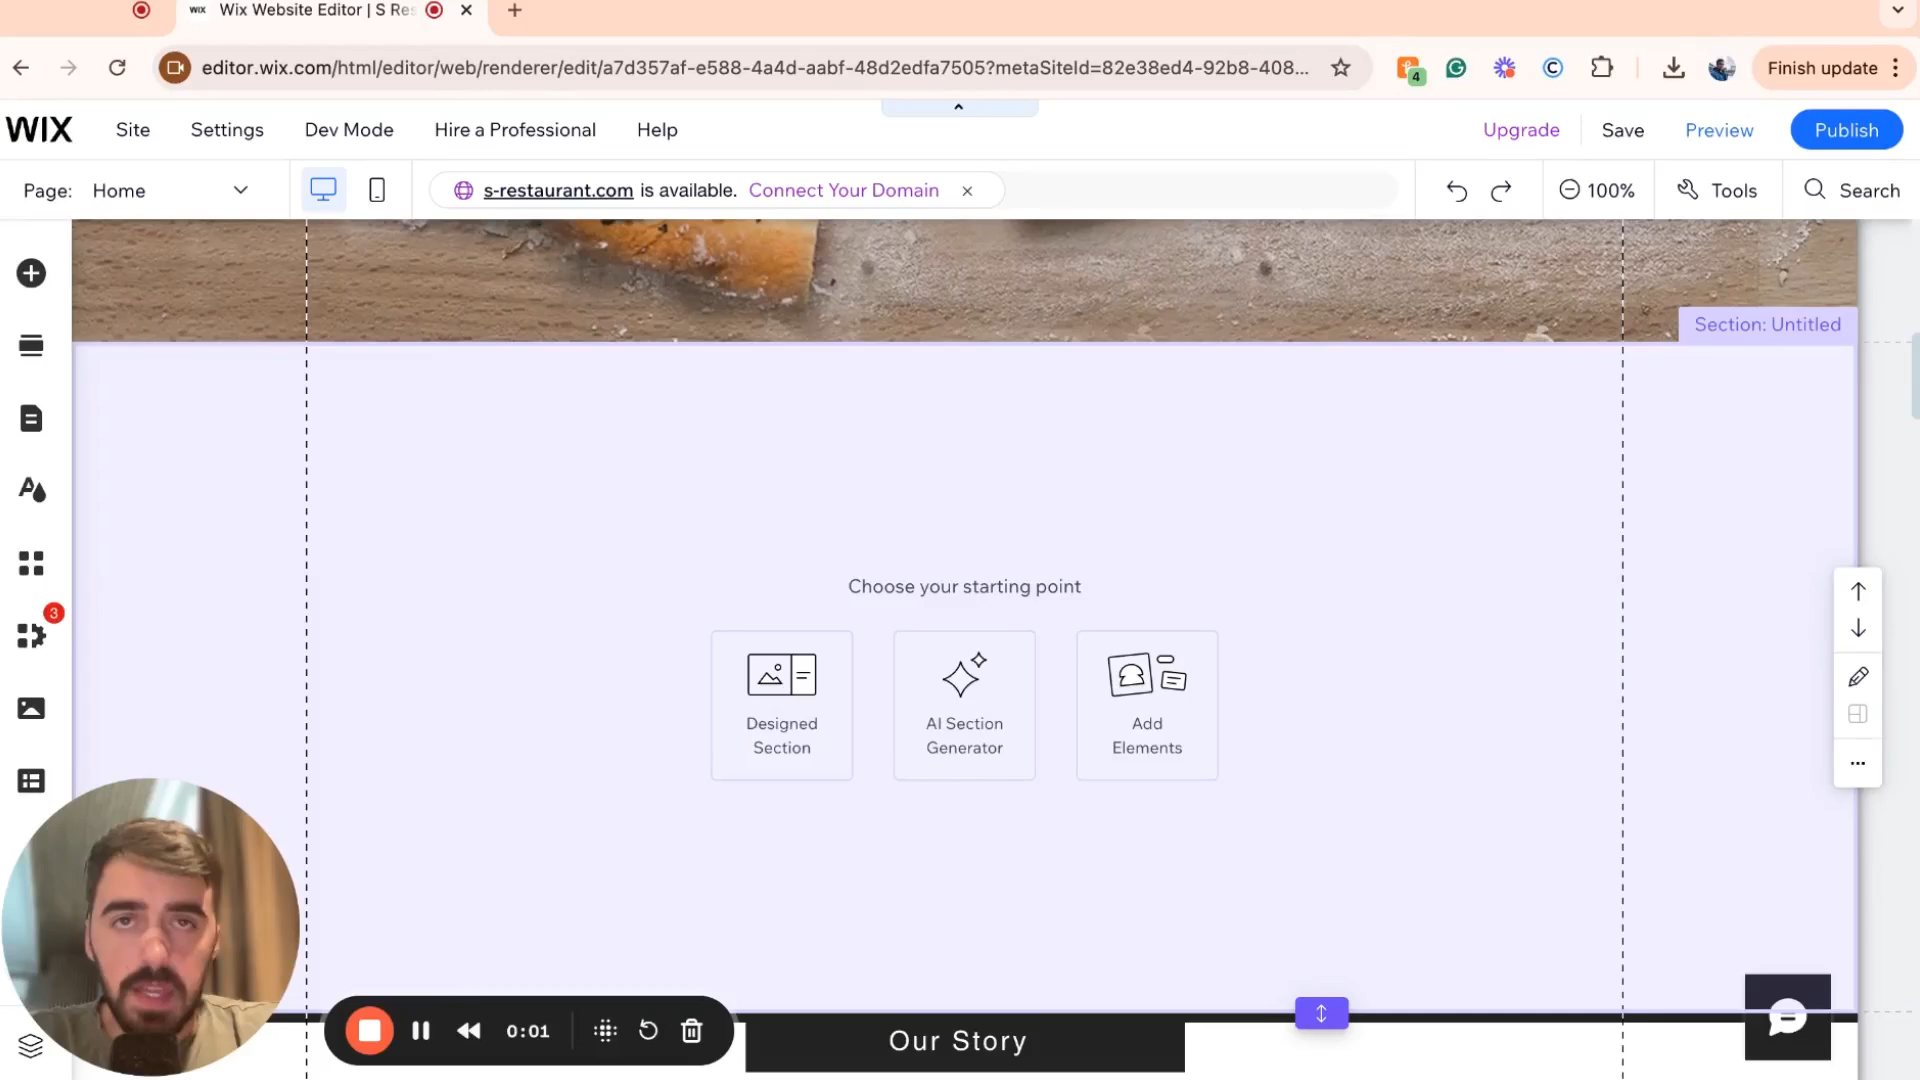 WIX Wix Website Editor | S Res
editor.wix.com/html/editor/web/renderer/edit/a7d357af-e588-4a4d-aabf-48d2edfa7505?metaSiteId=82e38ed4-92b8-408... 4 Finish update
WIX Site Settings Dev Mode Hire a Professional Help Upgrade Save Preview Publish
Page: Home s-restaurant.com is available. Connect Your Domain 100% Tools Search
Section: Untitled
Choose your starting point
3
Designed
Section
AI Section
Generator
Add
Elements
0:01
Our Story